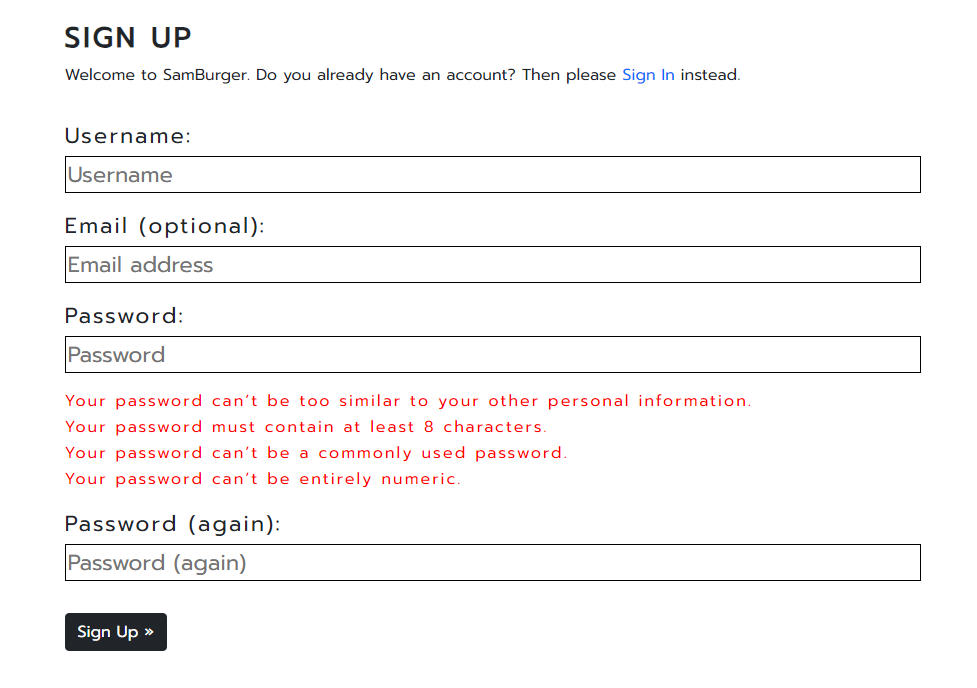 SIGN UP
Welcome to SamBurger. Do you already have an account? Then please Sign In instead.
Username:
Username
Email (optional):
Email address
Password:
Password
Your password can’t be too similar to your other personal information.
Your password must contain at least 8 characters.
Your password can’t be a commonly used password.
Your password can’t be entirely numeric.
Password (again):
Password (again)
Sign Up »